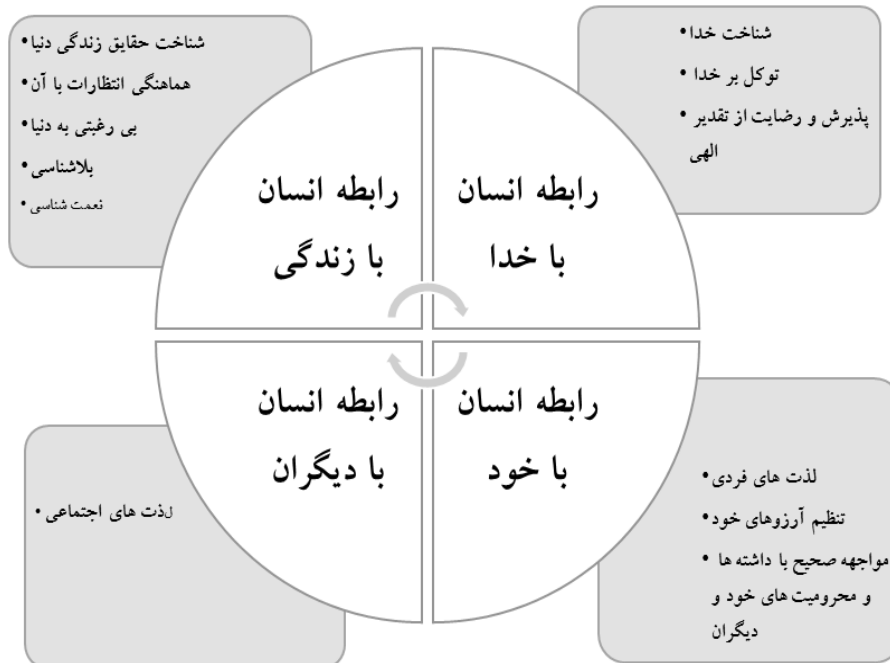 • شناخت خدا
• توکل بر خدا
• پذیرش و رضایت از تقدیر
الهی
رابطه انسان
با خدا
• شناخت حقایق زندگی دنیا
• هماهنگی انتظارات با آن
• بی رغبتی به دنیا
• بلاشناسی
• نعمت شناسی
رابطه انسان
با زندگی
رابطه انسان
با خود
• لذت های فردی
• تنظیم آرزوهای خود
• مواجهه صحیح با داشته ها
و محرومیت های خود و
دیگران
رابطه انسان
با دیگران
• لذت های اجتماعی